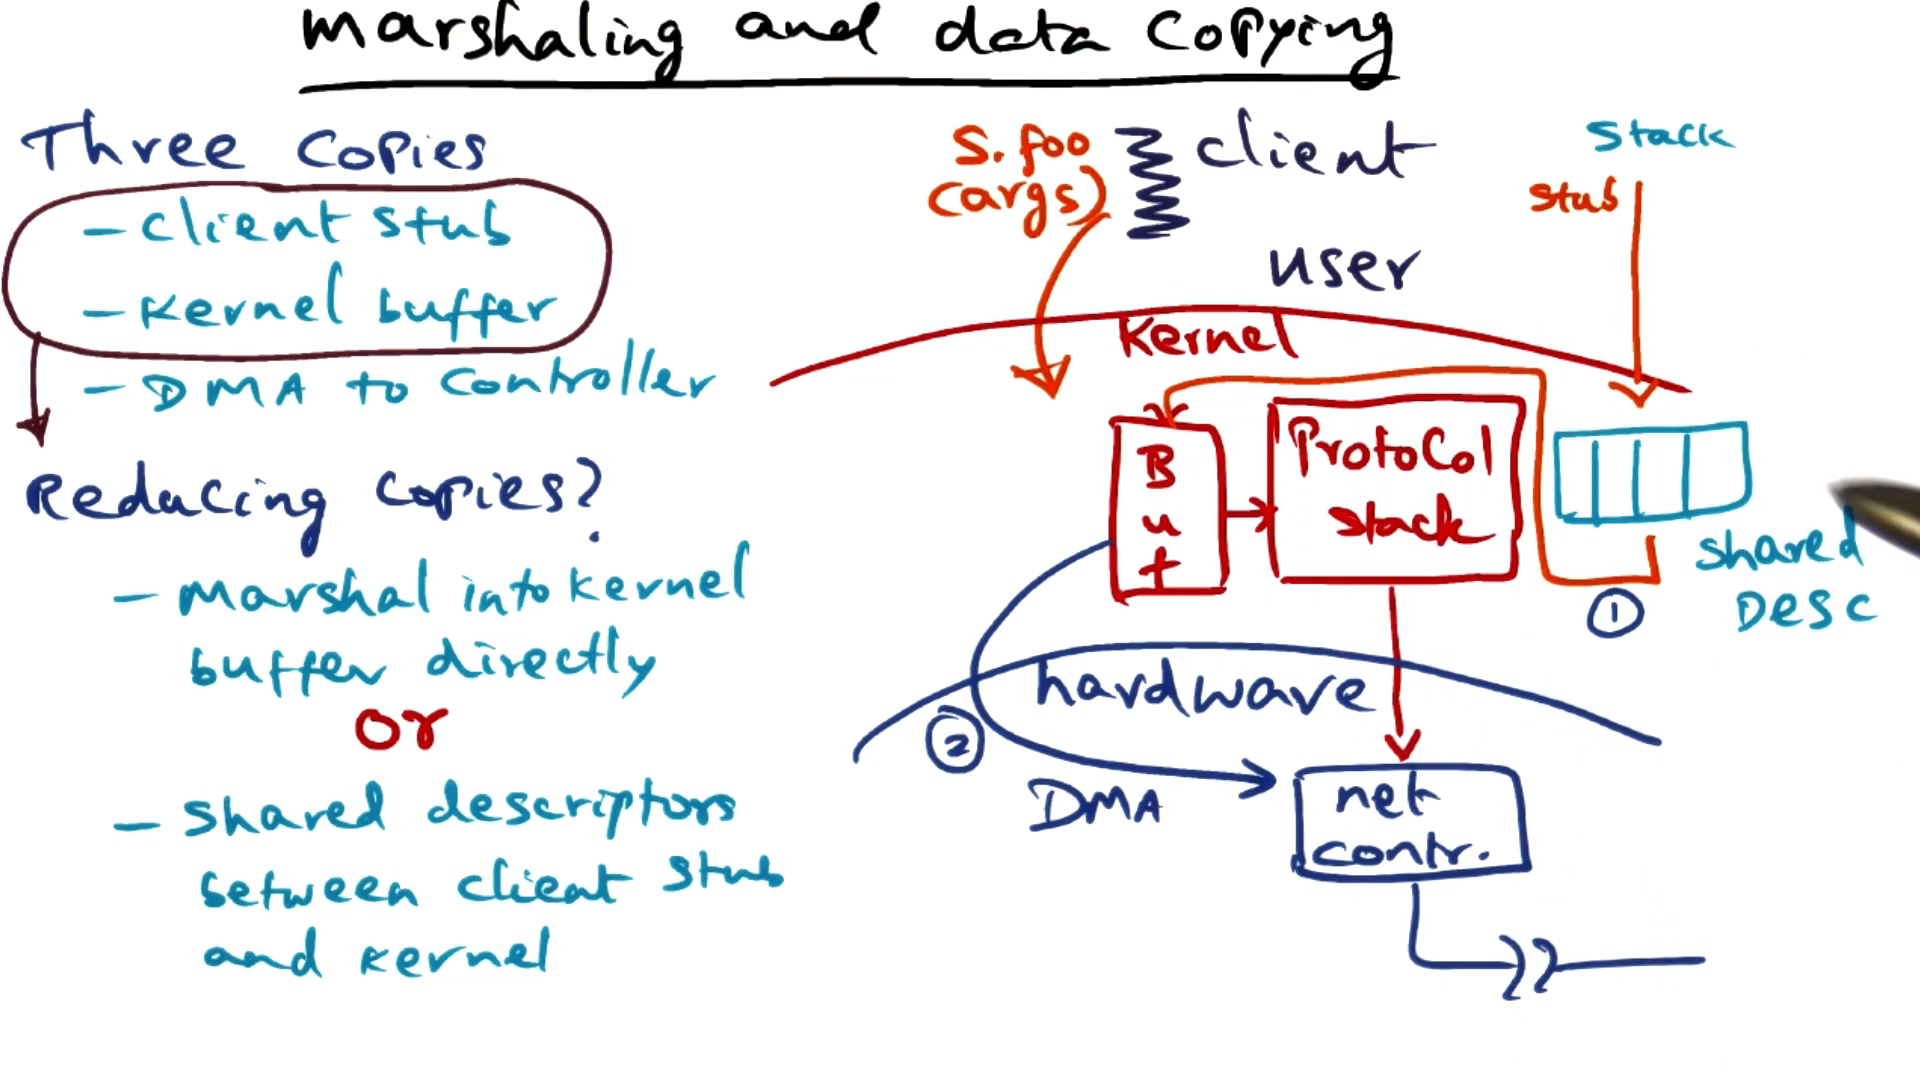 Marshaling and data Copying
Three Copies
- Client stub
- Kernel buffer
- DMA to Controller
Reducing copies?
- Marshal into kernel
buffer directly
or
- shared descriptors
between client stub
and kernel
S.foo
(args)
client
user
Kernel
Stack
stub
Buf
Protocol
stack
shared
Desc
1
hardware
2
DMA
net
contr.